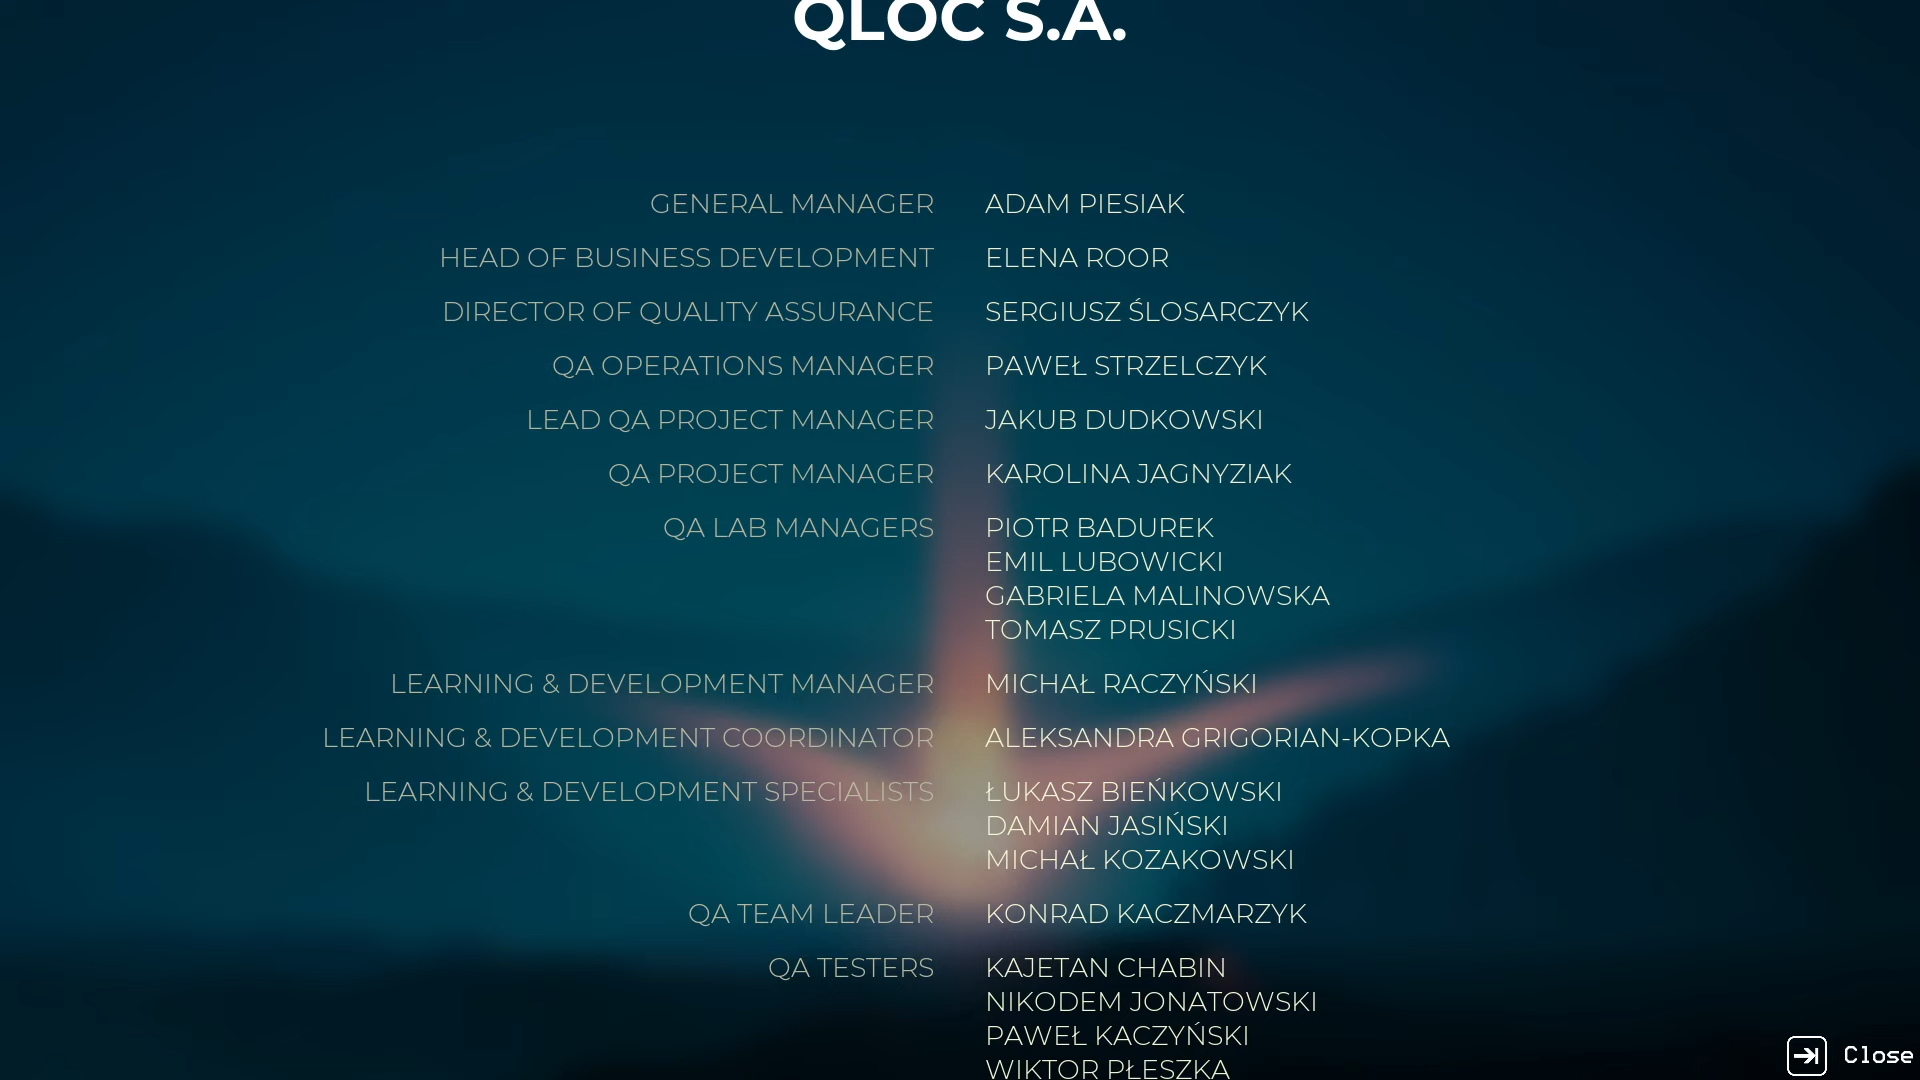 QLOC S.A.
GENERAL MANAGER ADAM PIESIAK
HEAD OF BUSINESS DEVELOPMENT ELENA ROOR
DIRECTOR OF QUALITY ASSURANCE SERGIUSZ ŚLOSARCZYK
QA OPERATIONS MANAGER PAWEŁ STRZELCZYK
LEAD QA PROJECT MANAGER JAKUB DUDKOWSKI
QA PROJECT MANAGER KAROLINA JAGNYZIAK
QA LAB MANAGERS PIOTR BADUREK
EMIL LUBOWICKI
GABRIELA MALINOWSKA
TOMASZ PRUSICKI
LEARNING & DEVELOPMENT MANAGER MICHAŁ RACZYŃSKI
LEARNING & DEVELOPMENT COORDINATOR ALEKSANDRA GRIGORIAN-KOPKA
LEARNING & DEVELOPMENT SPECIALISTS ŁUKASZ BIEŃKOWSKI
DAMIAN JASIŃSKI
MICHAŁ KOZAKOWSKI
QA TEAM LEADER KONRAD KACZMARZYK
QA TESTERS KAJETAN CHABIN
NIKODEM JONATOWSKI
PAWEŁ KACZYŃSKI
WIKTOR PŁESZKA
Close